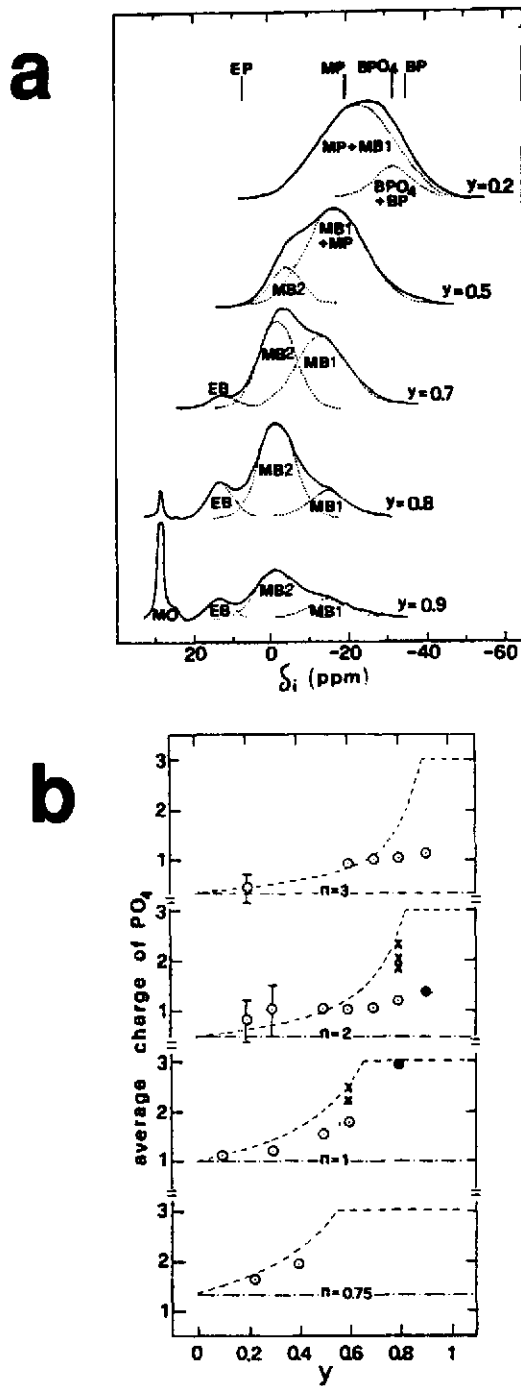 a
EP MP BPO4 BP
MP+MB1
BPO4
+BP
y=0.2
MB1
+MP
MB2
y=0.5
MB2
EB MB1
y=0.7
MB2
EB MB1
y=0.8
MO EB MB2 MB1
y=0.9
20 0 -20 -40 -60
δi (ppm)
b
average charge of PO4
3
2
1
n=3
3
2
1
n=2
3
2
1
n=1
3
2
1
n=0.75
0 0.2 0.4 0.6 0.8 1
y